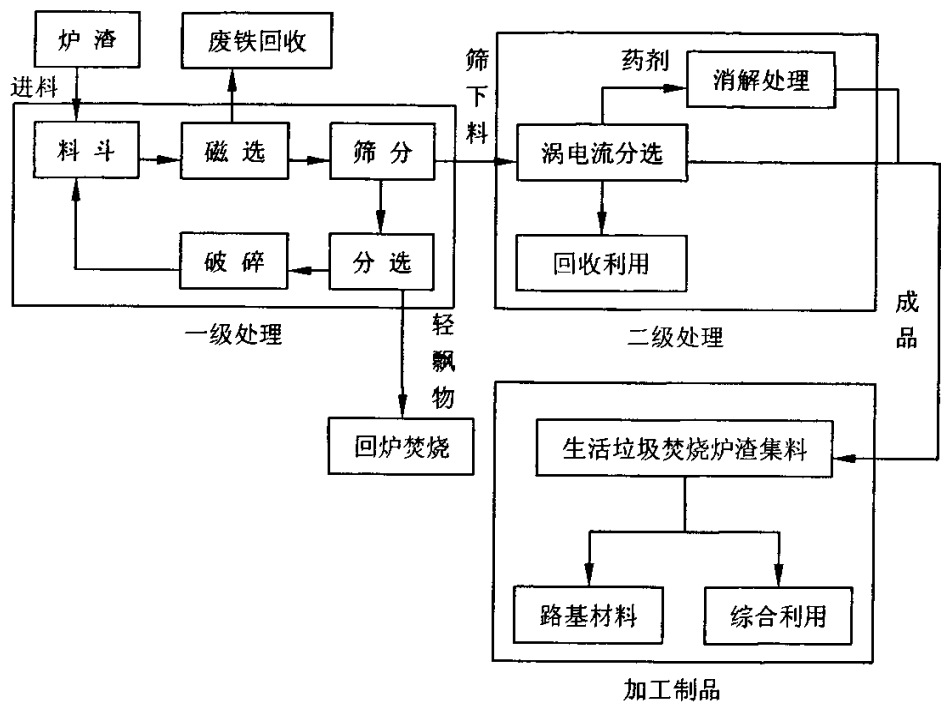 炉渣
废铁回收
进料
料斗
磁选
筛分
破碎
分选
一级处理
轻飘物
回炉焚烧
筛下料
药剂
消解处理
涡电流分选
回收利用
二级处理
成品
生活垃圾焚烧炉渣集料
路基材料
综合利用
加工制品